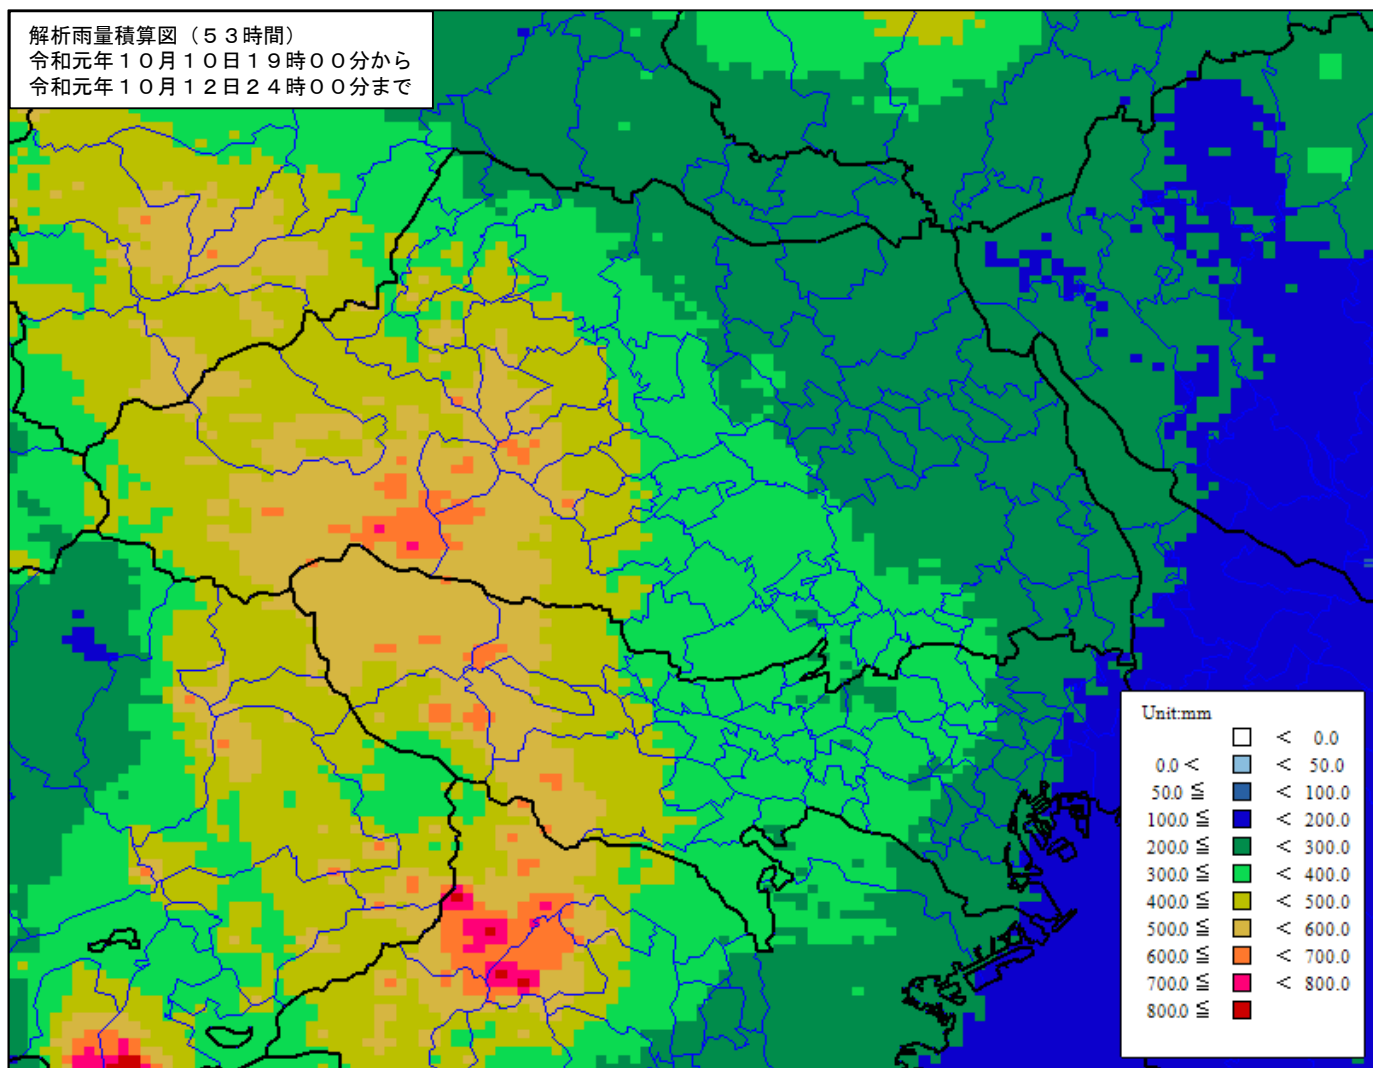 解析雨量積算図（５３時間）
令和元年１０月１０日１９時００分から
令和元年１０月１２日２４時００分まで
Unit:mm
< 0.0
0.0 < < 50.0
50.0 ≦ < 100.0
100.0 ≦ < 200.0
200.0 ≦ < 300.0
300.0 ≦ < 400.0
400.0 ≦ < 500.0
500.0 ≦ < 600.0
600.0 ≦ < 700.0
700.0 ≦ < 800.0
800.0 ≦